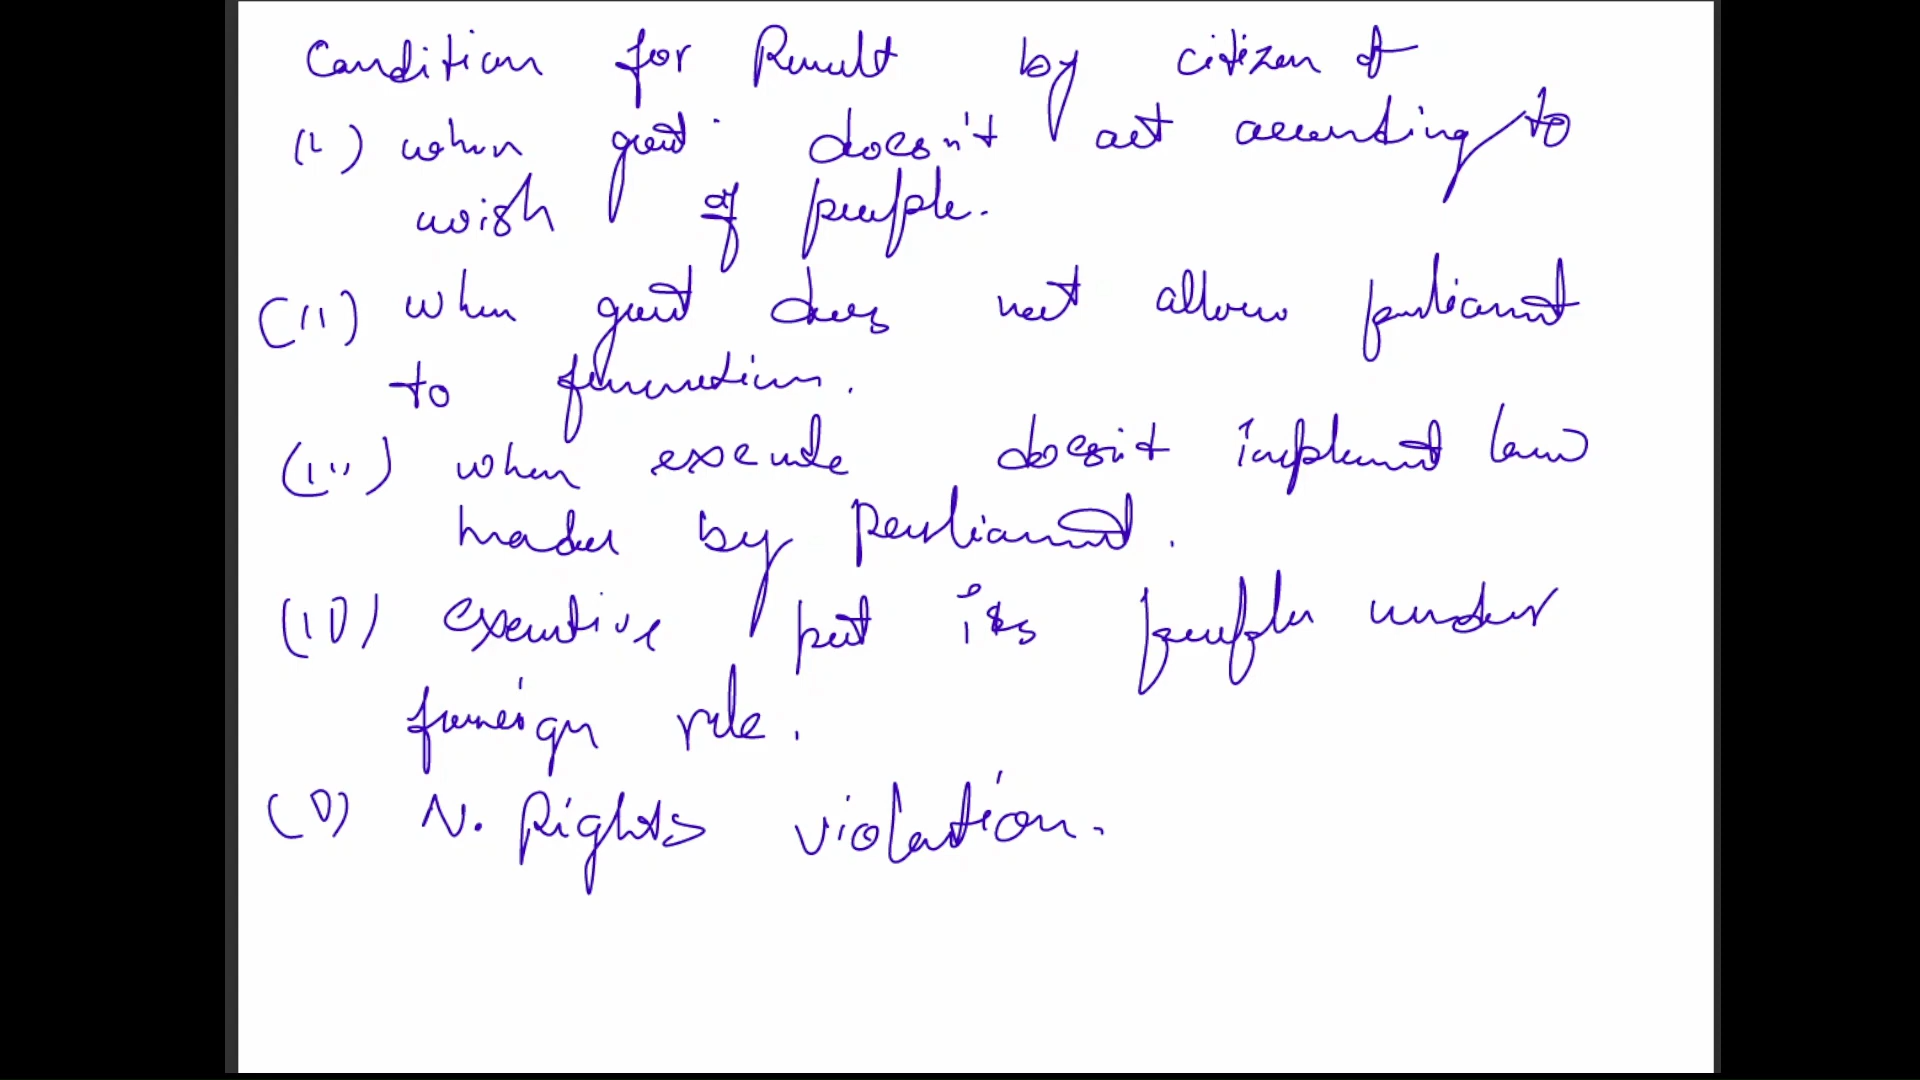 Condition for Revolt by citizen of
(i) when govt. doesn't act according to
wish of people.
(ii) when govt does not allow parliament
to function.
(iii) when executive doesn't implement law
made by Parliament.
(iv) executive put its people under
foreign rule.
(v) N. Rights violation.